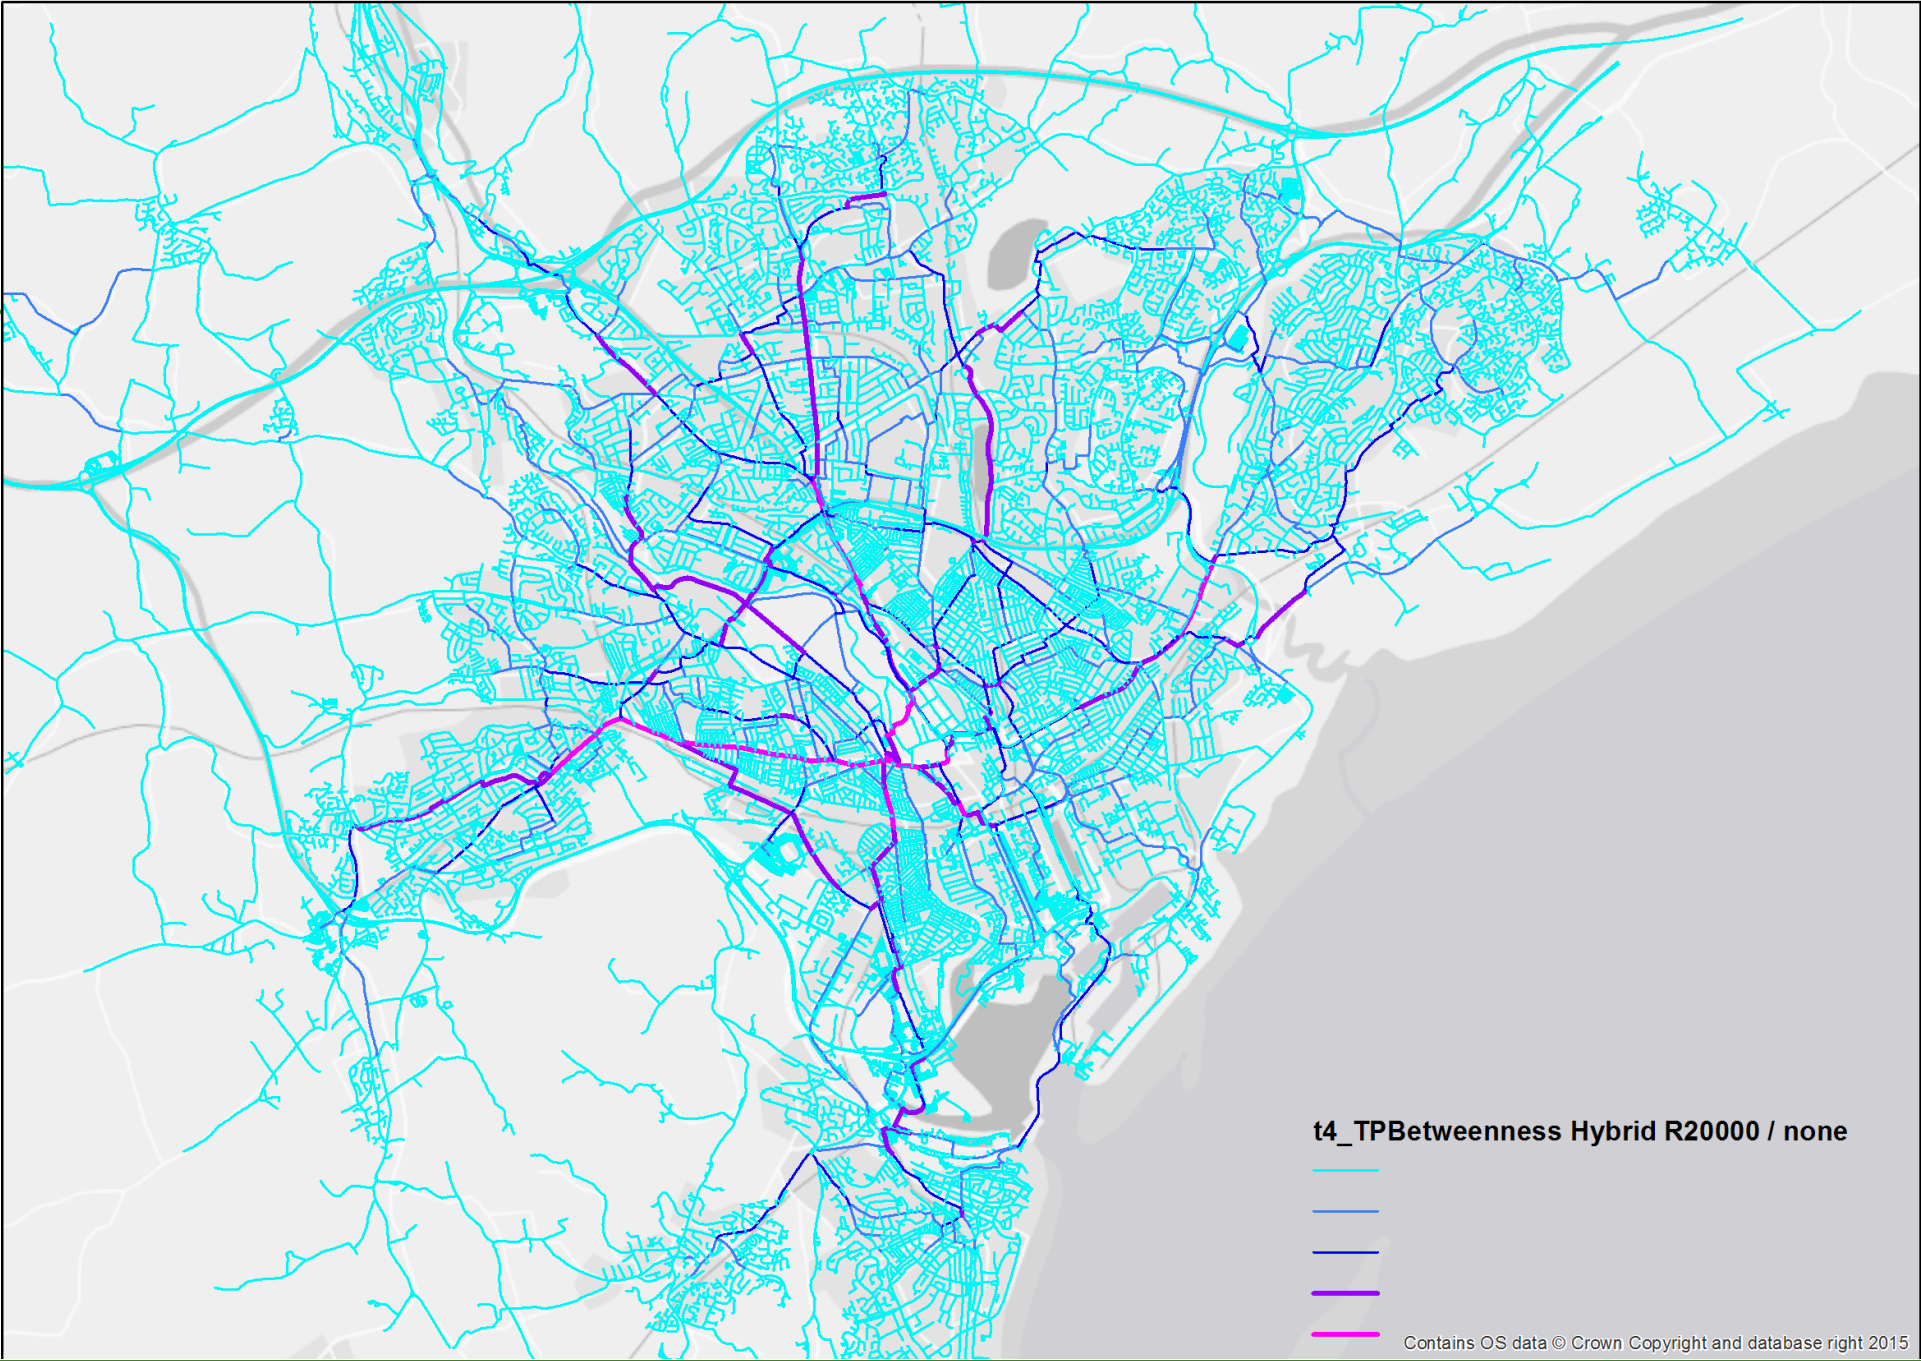 t4_TPBetweenness Hybrid R20000 / none
Contains OS data © Crown Copyright and database right 2015